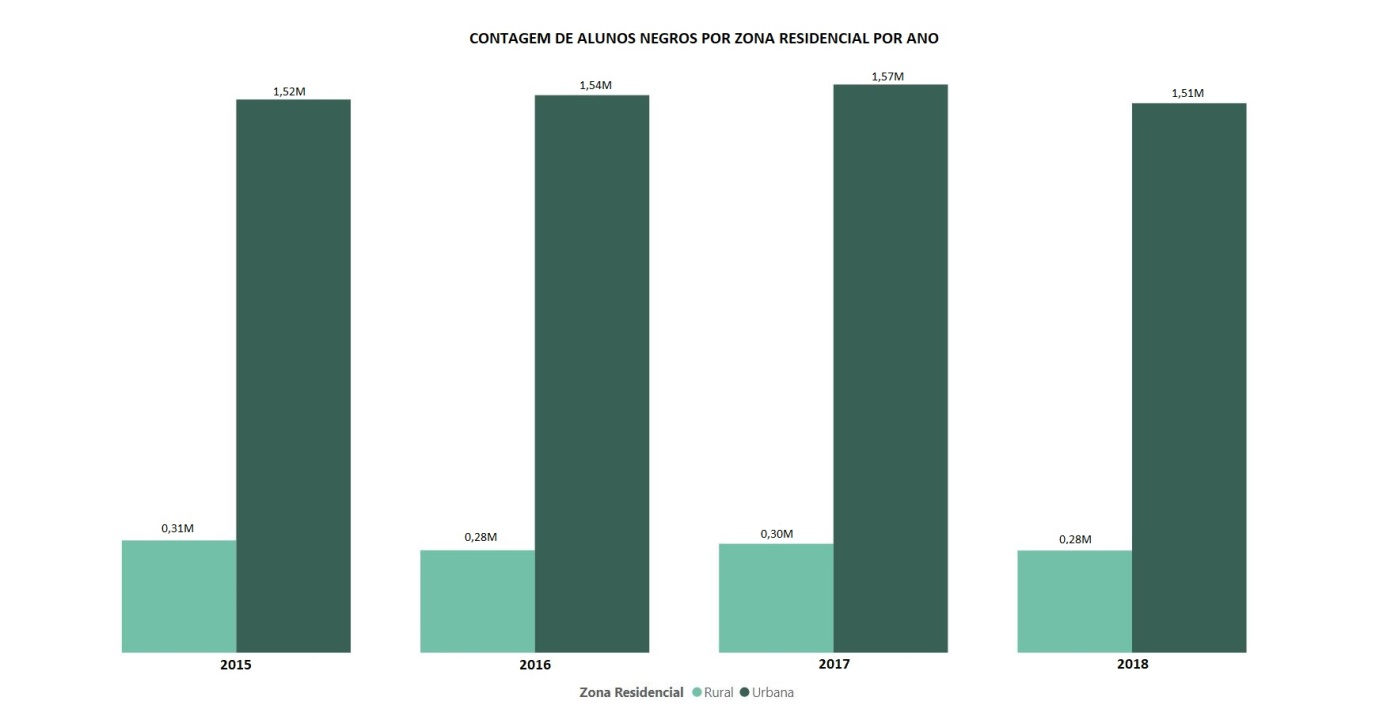 CONTAGEM DE ALUNOS NEGROS POR ZONA RESIDENCIAL POR ANO
1,52M
1,54M
1,57M
1,51M
0,31M
0,28M
0,30M
0,28M
2015
2016
2017
2018
Zona Residencial Rural Urbana